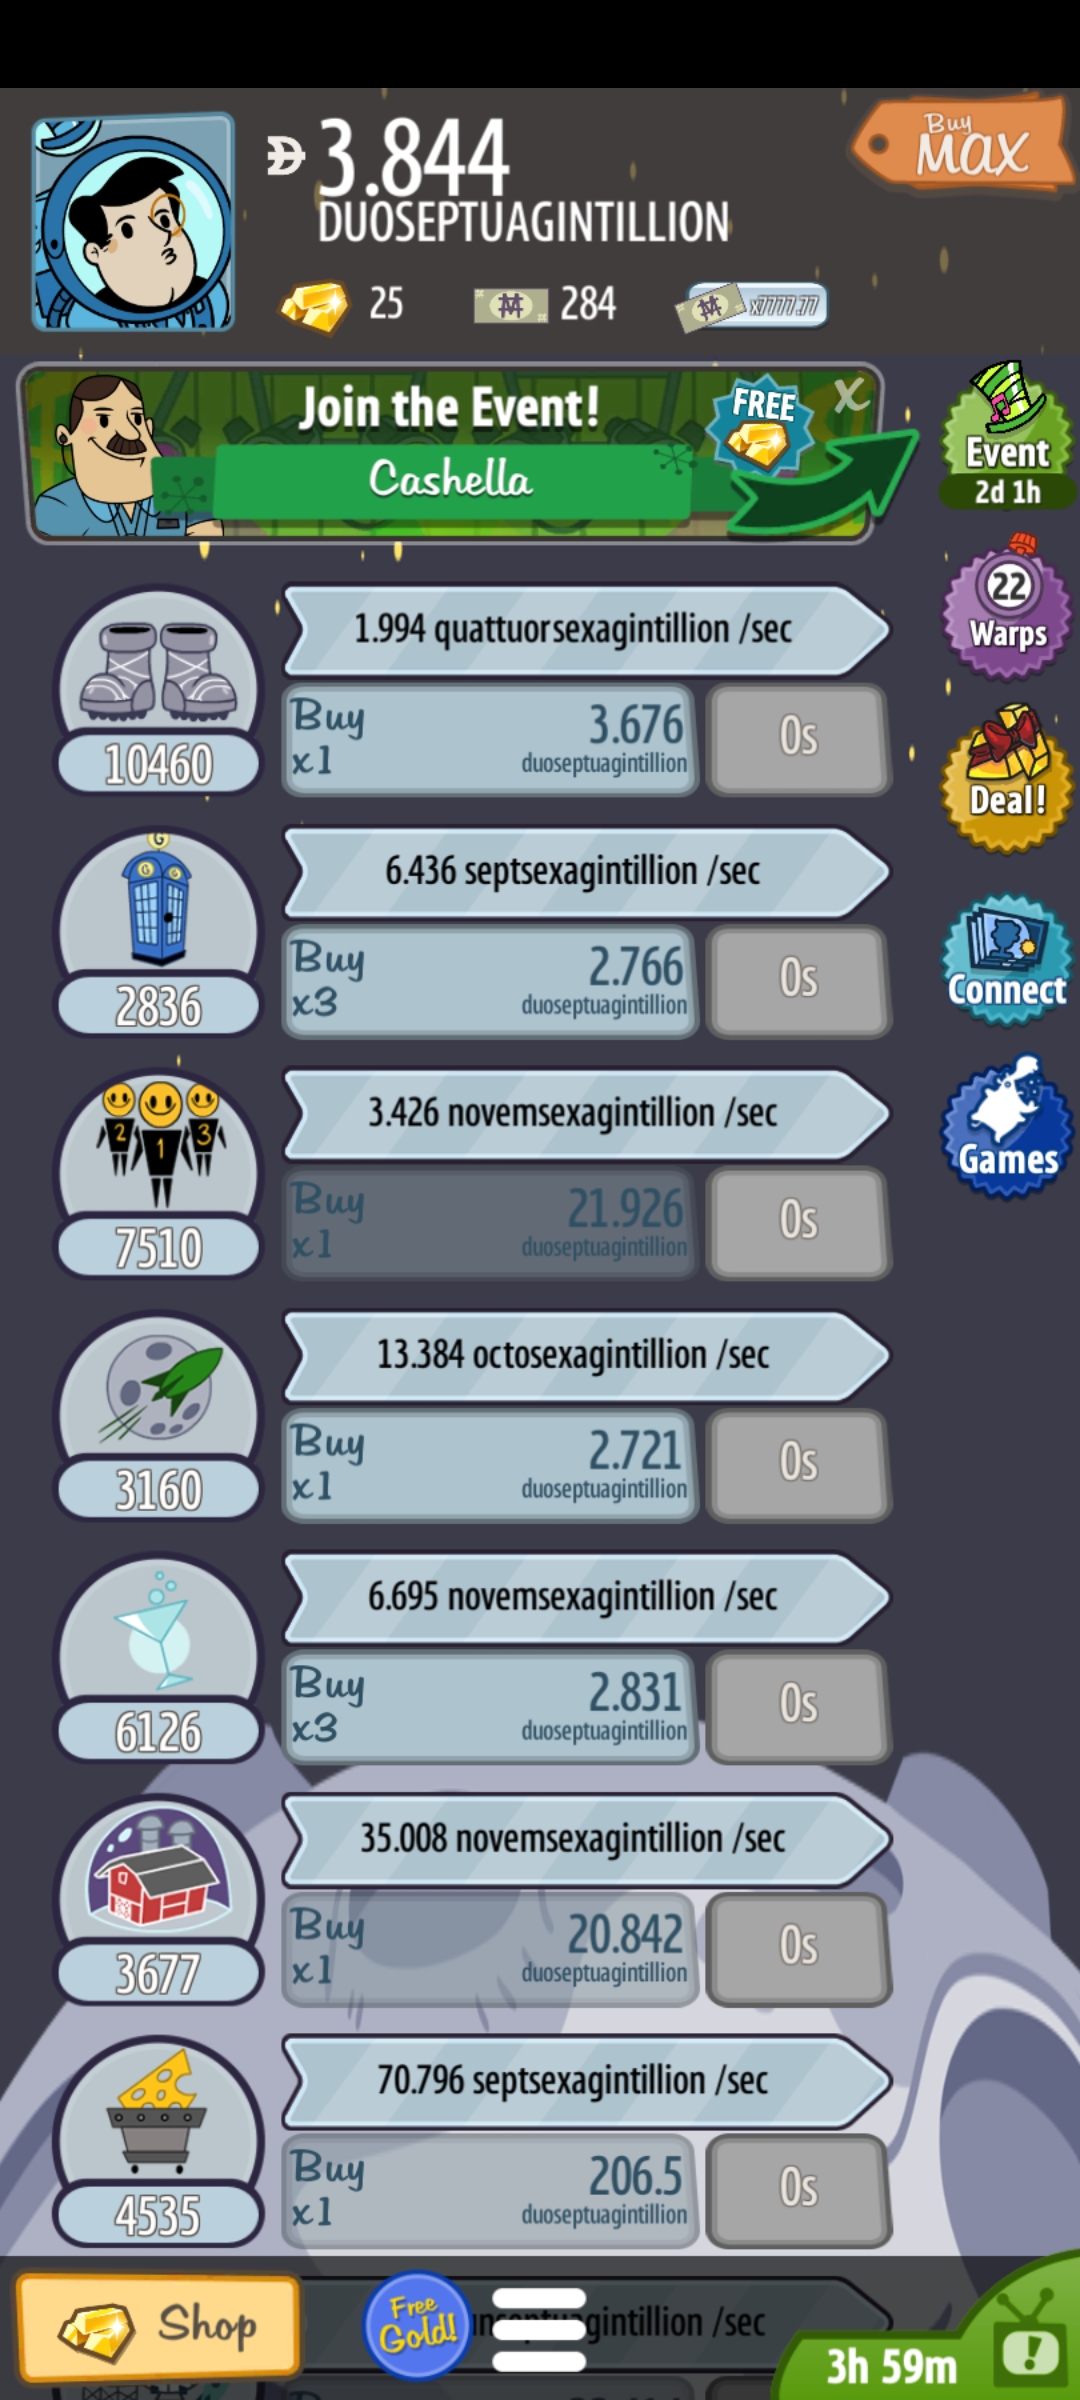 Buy
MAX
3.844
DUOSEPTUAGINTILLION
25
284
x7777.77
Join the Event!
FREE
X
Cashella
Event
2d 1h
22
Warps
Deal!
Connect
Games
1.994 quattuorsexagintillion /sec
Buy
x1
3.676
duoseptuagintillion
0s
10460
6.436 septsexagintillion /sec
Buy
x3
2.766
duoseptuagintillion
0s
2836
2
1
3
3.426 novemsexagintillion /sec
Buy
x1
21.926
duoseptuagintillion
0s
7510
13.384 octosexagintillion /sec
Buy
x1
2.721
duoseptuagintillion
0s
3160
6.695 novemsexagintillion /sec
Buy
x3
2.831
duoseptuagintillion
0s
6126
35.008 novemsexagintillion /sec
Buy
x1
20.842
duoseptuagintillion
0s
3677
70.796 septsexagintillion /sec
Buy
x1
206.5
duoseptuagintillion
0s
4535
Shop
Free
Gold!
/sec
3h 59m
!